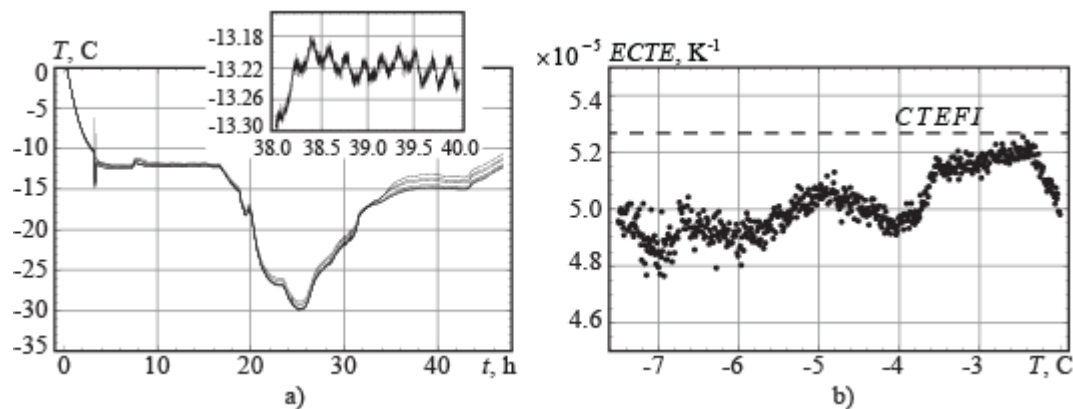 T, C
0
-5
-10
-15
-20
-25
-30
-35
0 10 20 30 40 t, h
-13.18
-13.22
-13.26
-13.30
38.0 38.5 39.0 39.5 40.0
a)
×10⁻⁵ ECTE, K⁻¹
5.4
CTEFI
5.2
5.0
4.8
4.6
-7 -6 -5 -4 -3 T, C
b)